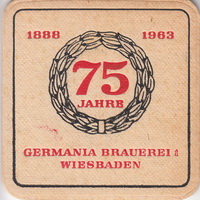 1888 1963
75
JAHRE
GERMANIA BRAUEREI
WIESBADEN